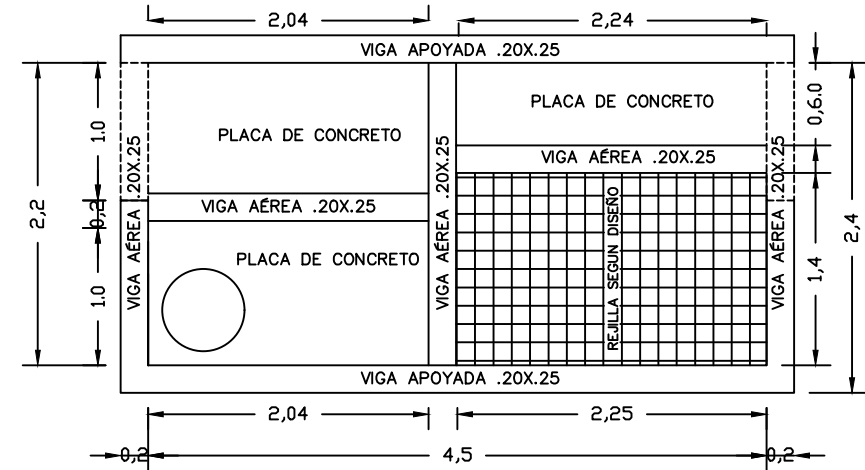 2,04
2,24
VIGA APOYADA .20X.25
PLACA DE CONCRETO
PLACA DE CONCRETO
VIGA AÉREA .20X.25
VIGA AÉREA .20X.25
PLACA DE CONCRETO
VIGA AÉREA .20X.25
VIGA AÉREA .20X.25
VIGA AÉREA .20X.25
REJILLA SEGUN DISEÑO
VIGA APOYADA .20X.25
2,2
1.0
0,2
1.0
0,6.0
1,4
2,4
2,04
2,25
0,2
4,5
0,2